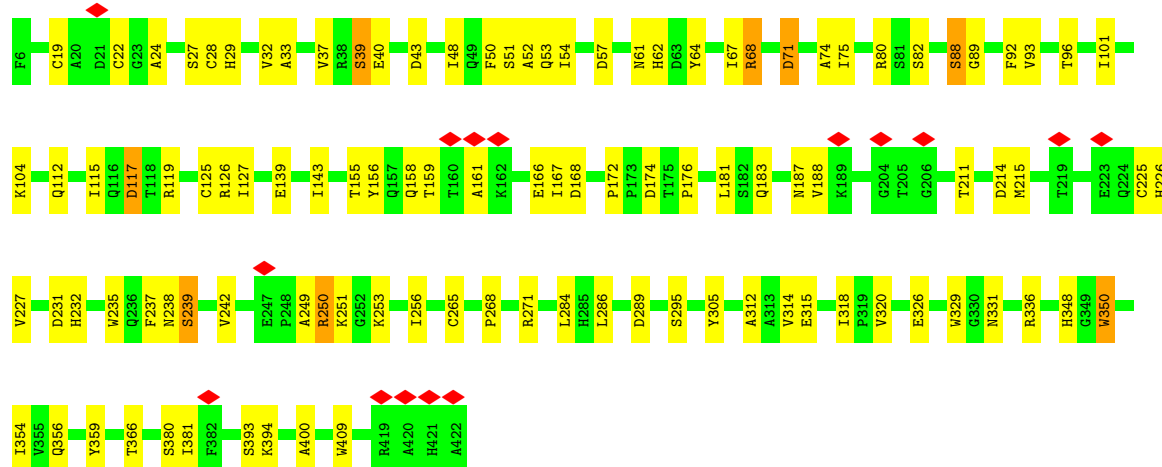 F6 C19 A20 D21 C22 G23 A24 S27 C28 H29 V32 A33 V37 R38 S39 E40 D43 I48 Q49 F50 S51 A52 Q53 I54 D57 N61 H62 D63 Y64 I67 R68 D71 A74 I75 R80 S81 S82 S88 G89 F92 V93 T96 I101
K104 Q112 I115 Q116 D117 T118 R119 C125 R126 I127 E139 I143 T155 Y156 Q157 Q158 T159 T160 A161 K162 E166 I167 D168 P172 P173 D174 T175 P176 L181 S182 Q183 N187 V188 K189 G204 T205 G206 T211 D214 M215 T219 E223 Q224 C225 H226
V227 D231 H232 W235 Q236 F237 N238 S239 V242 E247 P248 A249 R250 K251 G252 K253 I256 C265 P268 R271 L284 H285 L286 D289 S295 Y305 A312 A313 V314 E315 I318 P319 V320 E326 W329 G330 N331 R336 H348 G349 W350
I354 V355 Q356 Y359 T366 S380 I381 F382 S393 K394 A400 W409 R419 A420 H421 A422